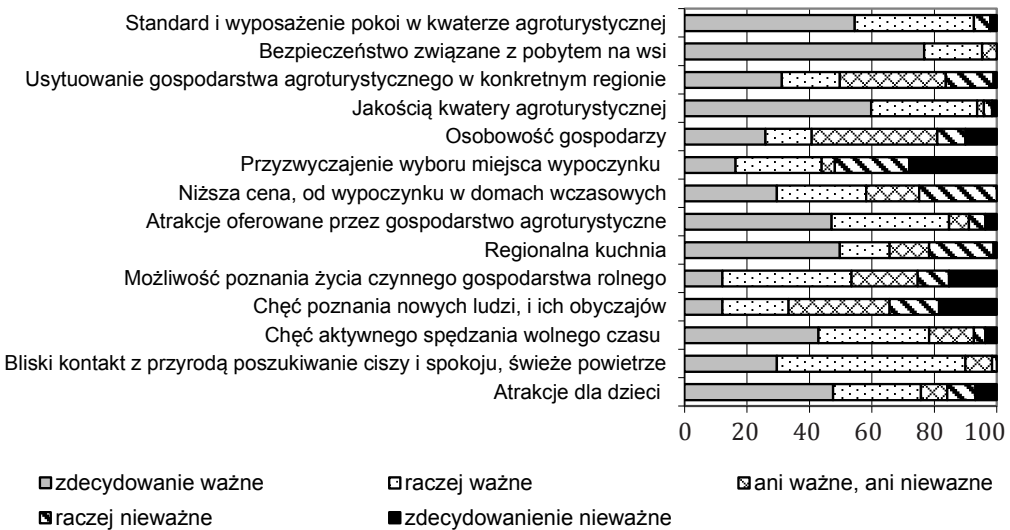 Standard i wyposażenie pokoi w kwaterze agroturystycznej
Bezpieczeństwo związane z pobytem na wsi
Usytuowanie gospodarstwa agroturystycznego w konkretnym regionie
Jakością kwatery agroturystycznej
Osobowość gospodarzy
Przyzwyczajenie wyboru miejsca wypoczynku
Niższa cena, od wypoczynku w domach wczasowych
Atrakcje oferowane przez gospodarstwo agroturystyczne
Regionalna kuchnia
Możliwość poznania życia czynnego gospodarstwa rolnego
Chęć poznania nowych ludzi, i ich obyczajów
Chęć aktywnego spędzania wolnego czasu
Bliski kontakt z przyrodą poszukiwanie ciszy i spokoju, świeże powietrze
Atrakcje dla dzieci
0 20 40 60 80 100
zdecydowanie ważne raczej ważne ani ważne, ani niewazne
raczej nieważne zdecydowanienie nieważne